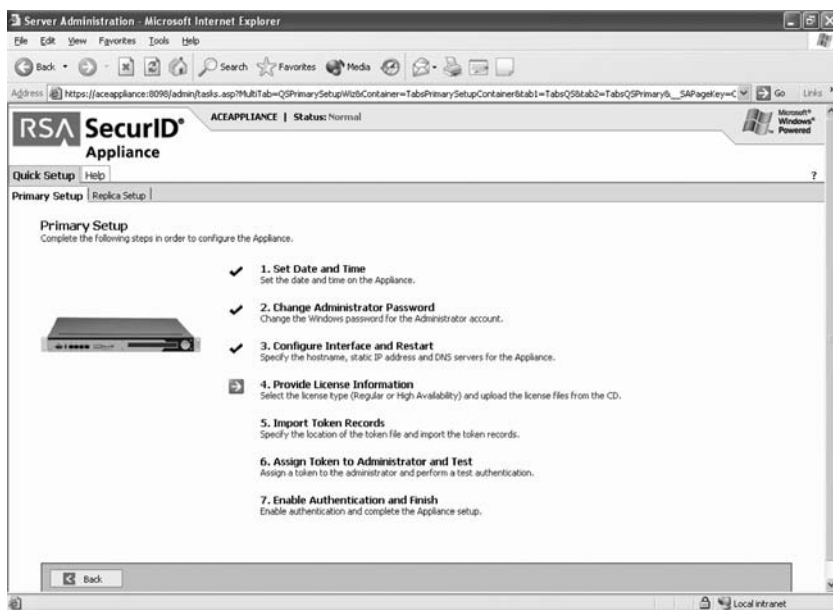 Server Administration - Microsoft Internet Explorer
File Edit View Favorites Tools Help
Back Search Favorites Media
Address https://aceappliance:8098/admin/tasks.asp?MultiTab=QSPrimarySetupWiz&Container=TabsPrimarySetupContainer&tab1=TabsQS&tab2=TabsQSPrimary&__SAPageKey=C Go Links
RSA SecurID®
Appliance
ACEAPPLIANCE | Status: Normal
Microsoft®
Windows®
Powered
Quick Setup Help ?
Primary Setup Replica Setup
Primary Setup
Complete the following steps in order to configure the Appliance.
1. Set Date and Time
Set the date and time on the Appliance.
2. Change Administrator Password
Change the Windows password for the Administrator account.
3. Configure Interface and Restart
Specify the hostname, static IP address and DNS servers for the Appliance.
4. Provide License Information
Select the license type (Regular or High Availability) and upload the license files from the CD.
5. Import Token Records
Specify the location of the token file and import the token records.
6. Assign Token to Administrator and Test
Assign a token to the administrator and perform a test authentication.
7. Enable Authentication and Finish
Enable authentication and complete the Appliance setup.
Back
Local intranet